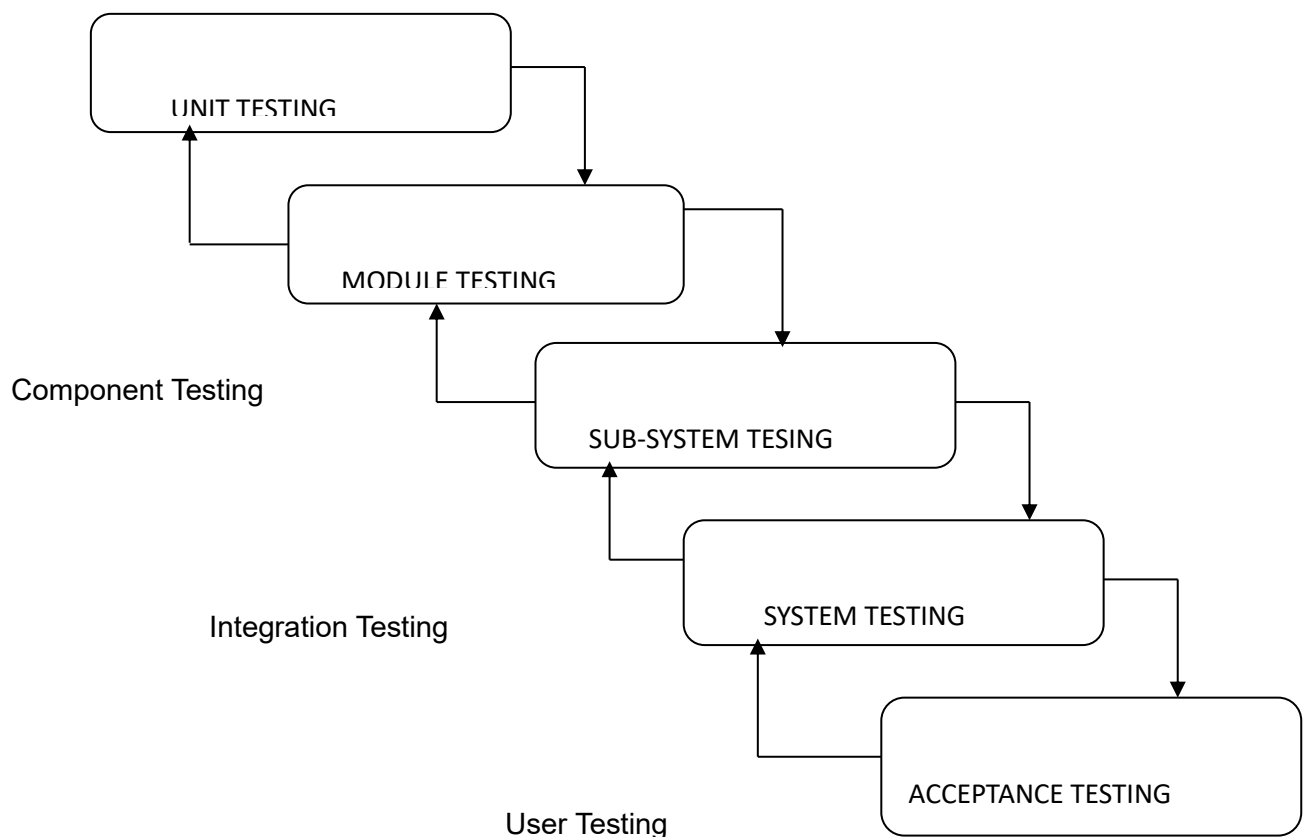 UNIT TESTING
MODULE TESTING
Component Testing
SUB-SYSTEM TESING
Integration Testing
SYSTEM TESTING
ACCEPTANCE TESTING
User Testing